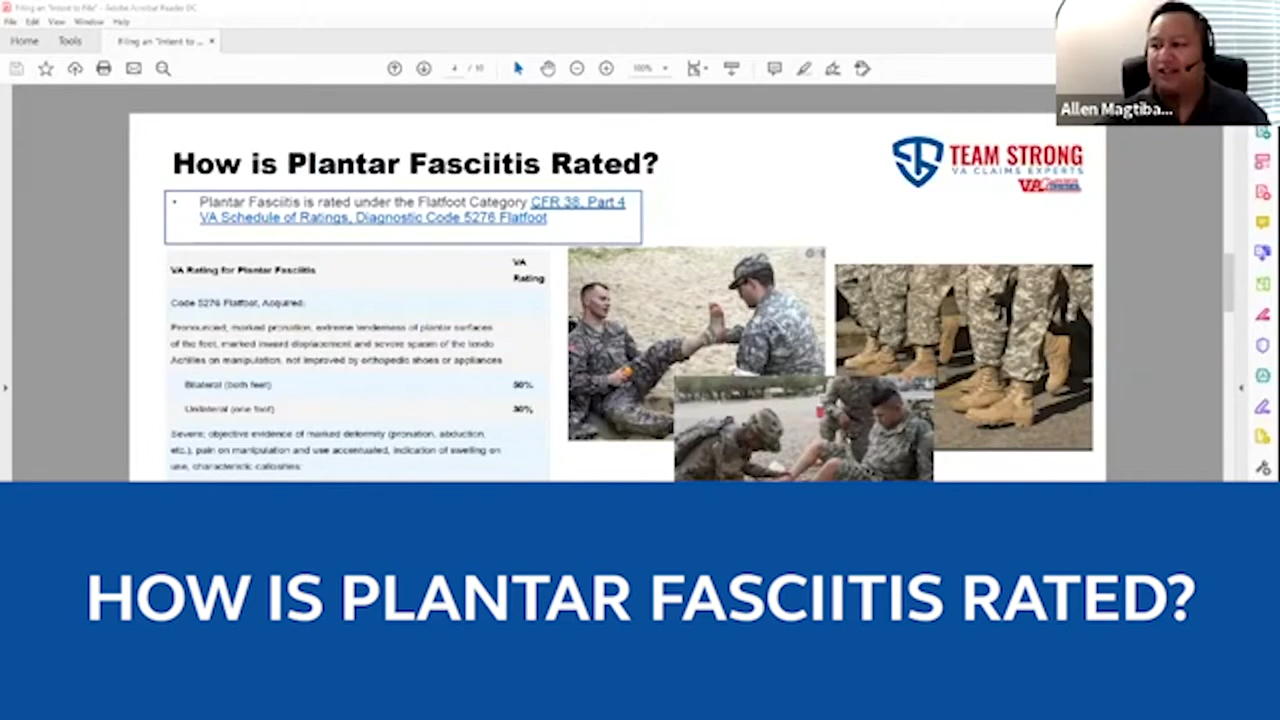 Filing an "Intent to File" - Adobe Acrobat Reader DC
File Edit View Window Help
Home Tools Filing an "Intent to ... ×
4 / 10 100%
Allen Magtiba...
How is Plantar Fasciitis Rated?
TEAM STRONG
VA CLAIMS EXPERTS
• Plantar Fasciitis is rated under the Flatfoot Category CFR 38, Part 4
VA Schedule of Ratings, Diagnostic Code 5276 Flatfoot
VA Rating for Plantar Fasciitis
VA
Rating
Code 5276 Flatfoot, Acquired:
Pronounced; marked pronation, extreme tenderness of plantar surfaces
of the feet, marked inward displacement and severe spasm of the tendo
Achilles on manipulation, not improved by orthopedic shoes or appliances
Bilateral (both feet) 50%
Unilateral (one foot) 30%
Severe; objective evidence of marked deformity (pronation, abduction,
etc.), pain on manipulation and use accentuated, indication of swelling on
use, characteristic callosities:
HOW IS PLANTAR FASCIITIS RATED?